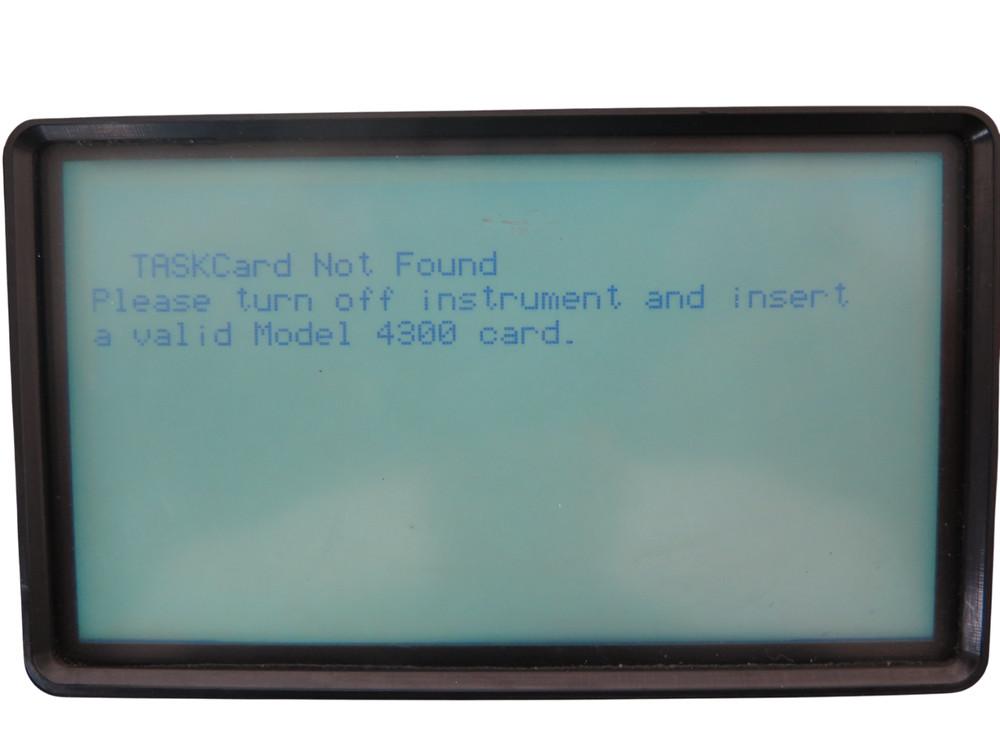 TASKCard Not Found
Please turn off instrument and insert
a valid Model 4300 card.